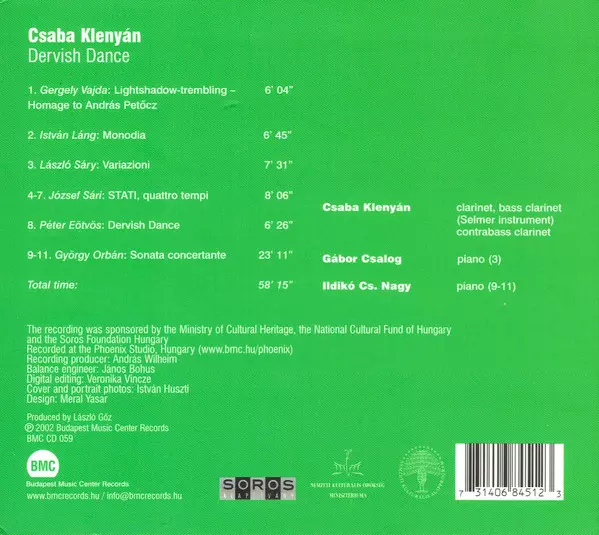 Csaba Klenyán
Dervish Dance
1. Gergely Vajda: Lightshadow-trembling – 6' 04"
Homage to András Petőcz
2. István Láng: Monodia 6' 45"
3. László Sáry: Variazioni 7' 31"
4-7. József Sári: STATI, quattro tempi 8' 06"
8. Péter Eötvös: Dervish Dance 6' 26"
9-11. György Orbán: Sonata concertante 23' 11"
Total time: 58' 15"
Csaba Klenyán clarinet, bass clarinet
(Selmer instrument)
contrabass clarinet
Gábor Csalog piano (3)
Ildikó Cs. Nagy piano (9-11)
The recording was sponsored by the Ministry of Cultural Heritage, the National Cultural Fund of Hungary
and the Soros Foundation Hungary
Recorded at the Phoenix Studio, Hungary (www.bmc.hu/phoenix)
Recording producer: András Wilheim
Balance engineer: János Bohus
Digital editing: Veronika Vincze
Cover and portrait photos: István Huszti
Design: Meral Yasar
Produced by László Gőz
℗ 2002 Budapest Music Center Records
BMC CD 059
BMC
Budapest Music Center Records
www.bmcrecords.hu / info@bmcrecords.hu
SOROS
ALAPÍTVÁNY
NEMZETI KULTURÁLIS ÖRÖKSÉG
MINISZTÉRIUMA
7 31406 84512 3